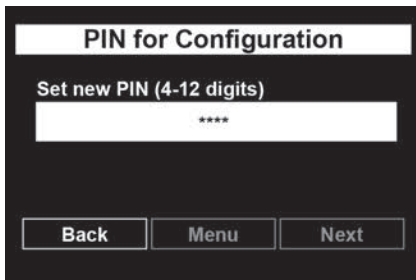 PIN for Configuration
Set new PIN (4-12 digits)
****
Back Menu Next